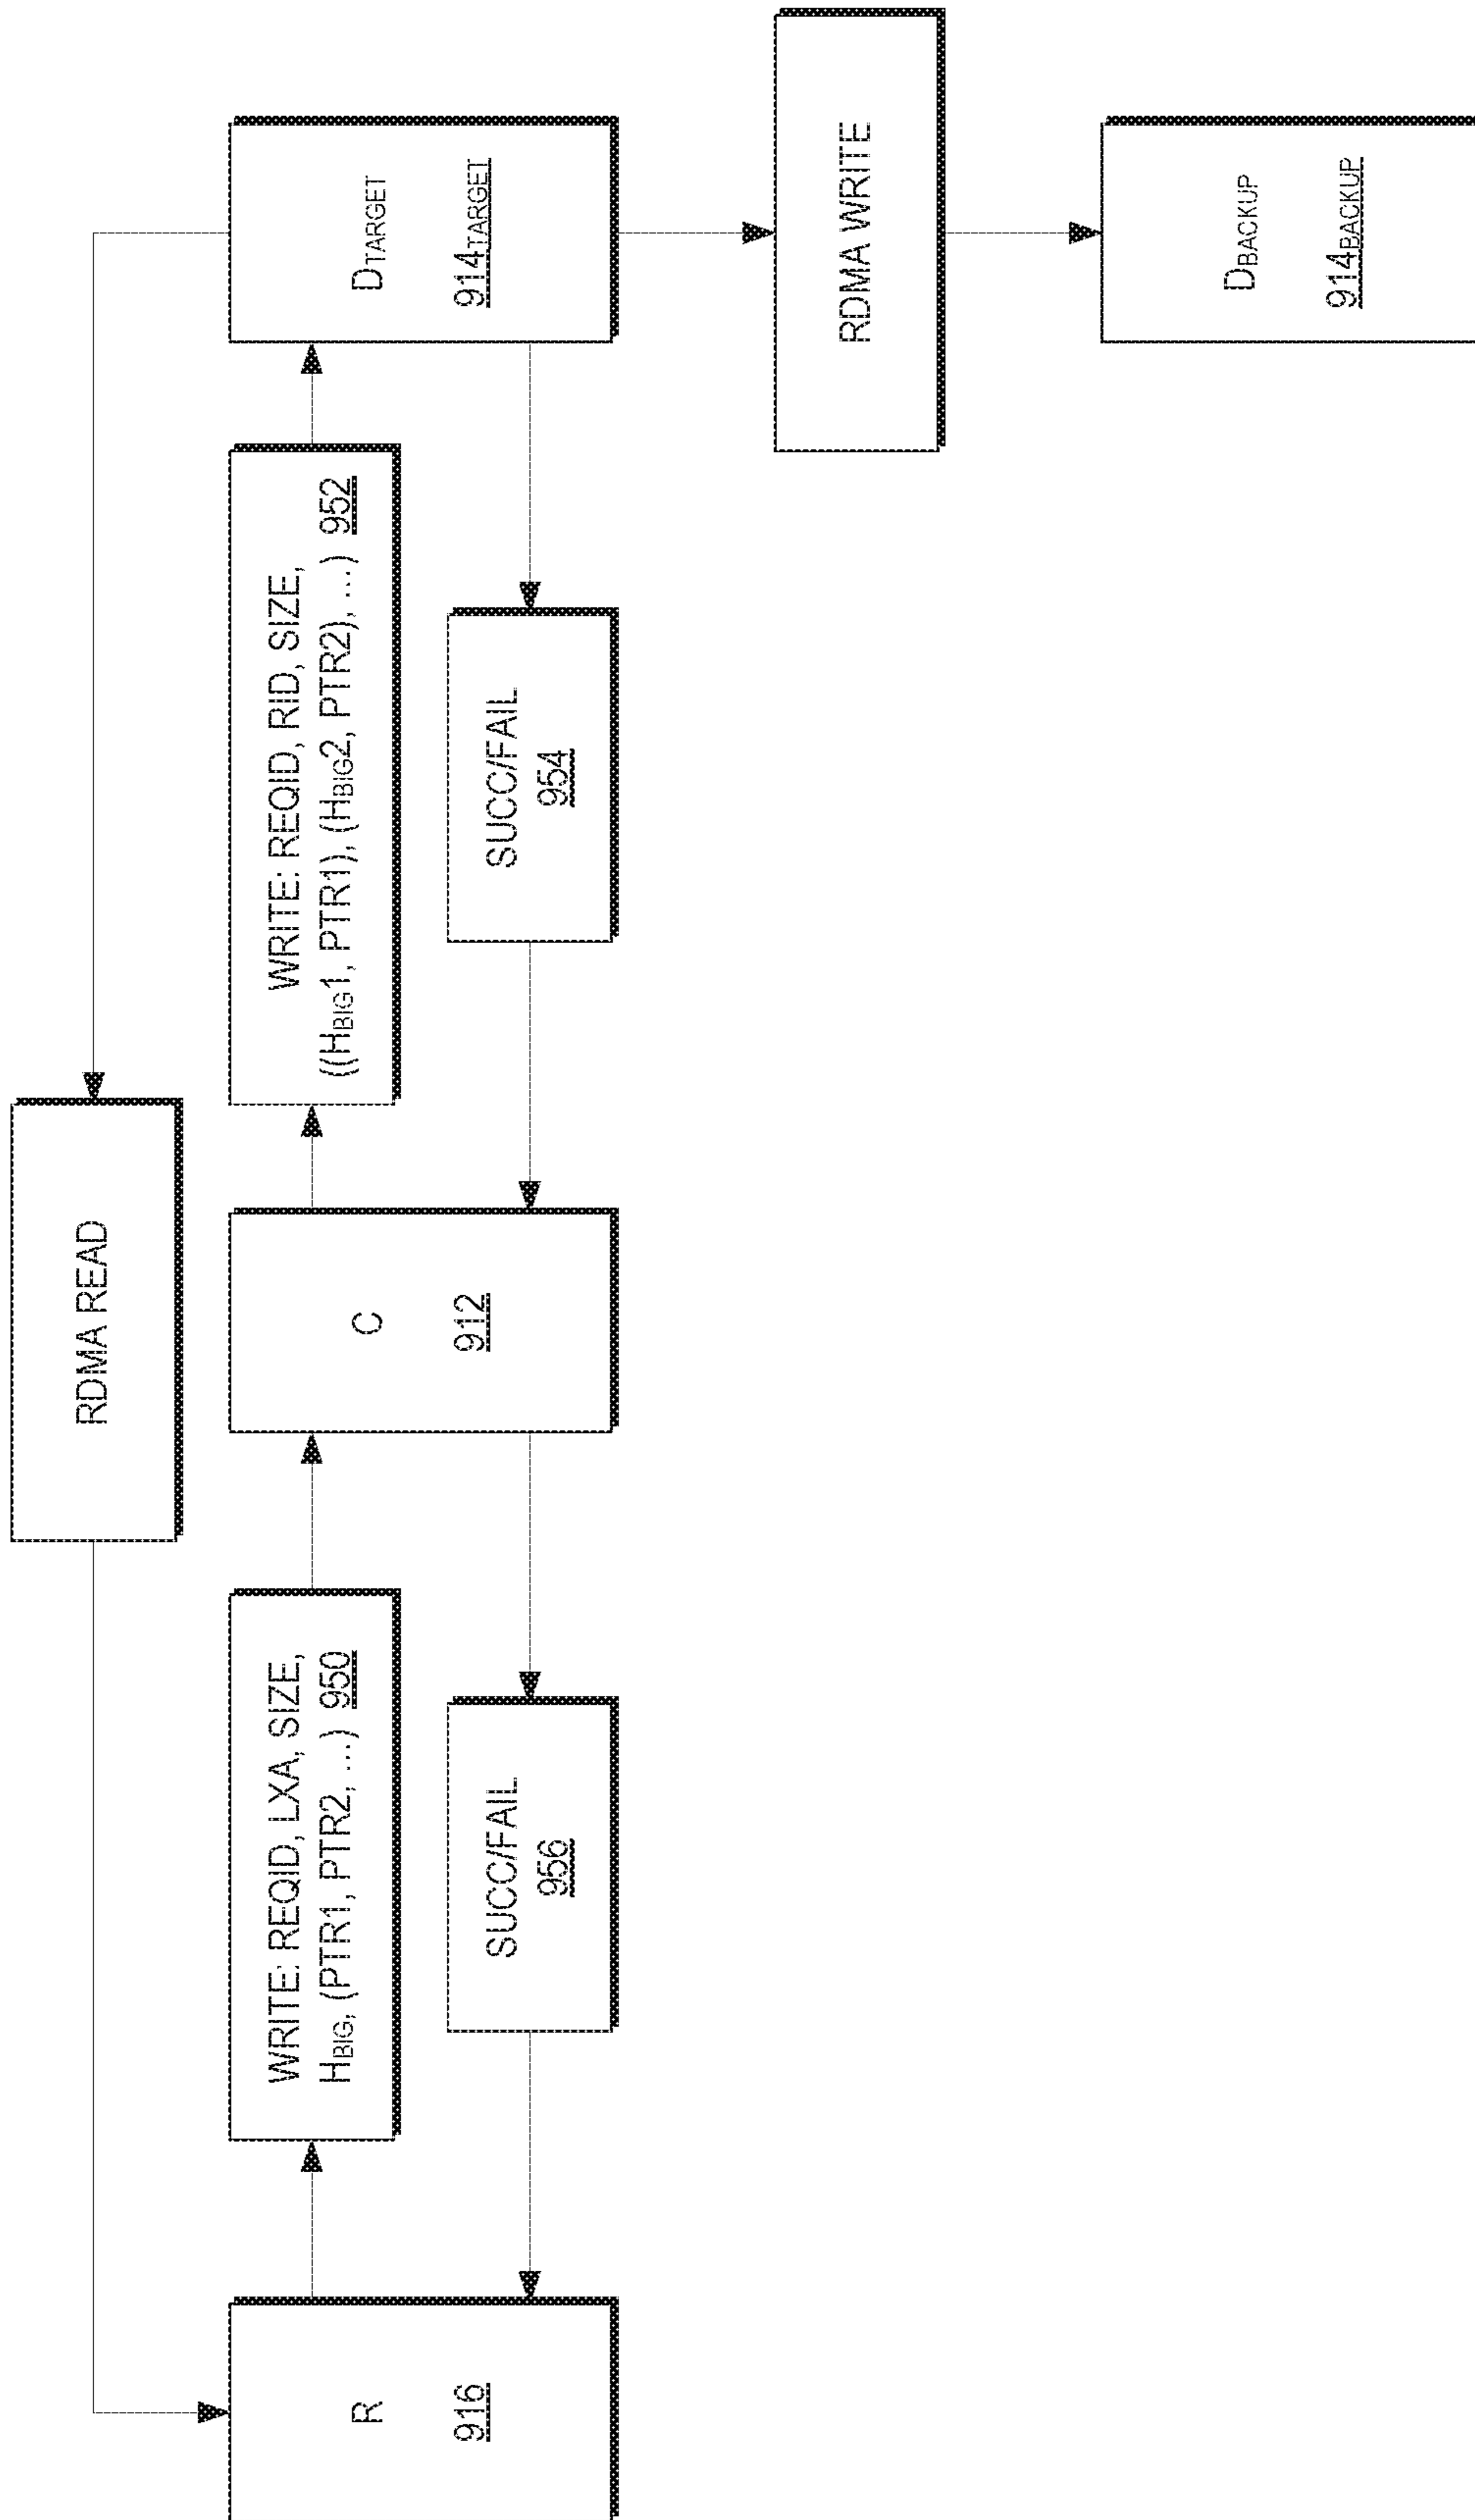 RDMA READ
R
916
WRITE: REQID, LXA, SIZE,
HBIG, (PTR1, PTR2, ...) 950
C
912
WRITE: REQID, RID, SIZE,
((HBIG1, PTR1), (HBIG2, PTR2), ...) 952
DTARGET
914TARGET
SUCC/FAIL
956
SUCC/FAIL
954
RDMA WRITE
DBACKUP
914BACKUP